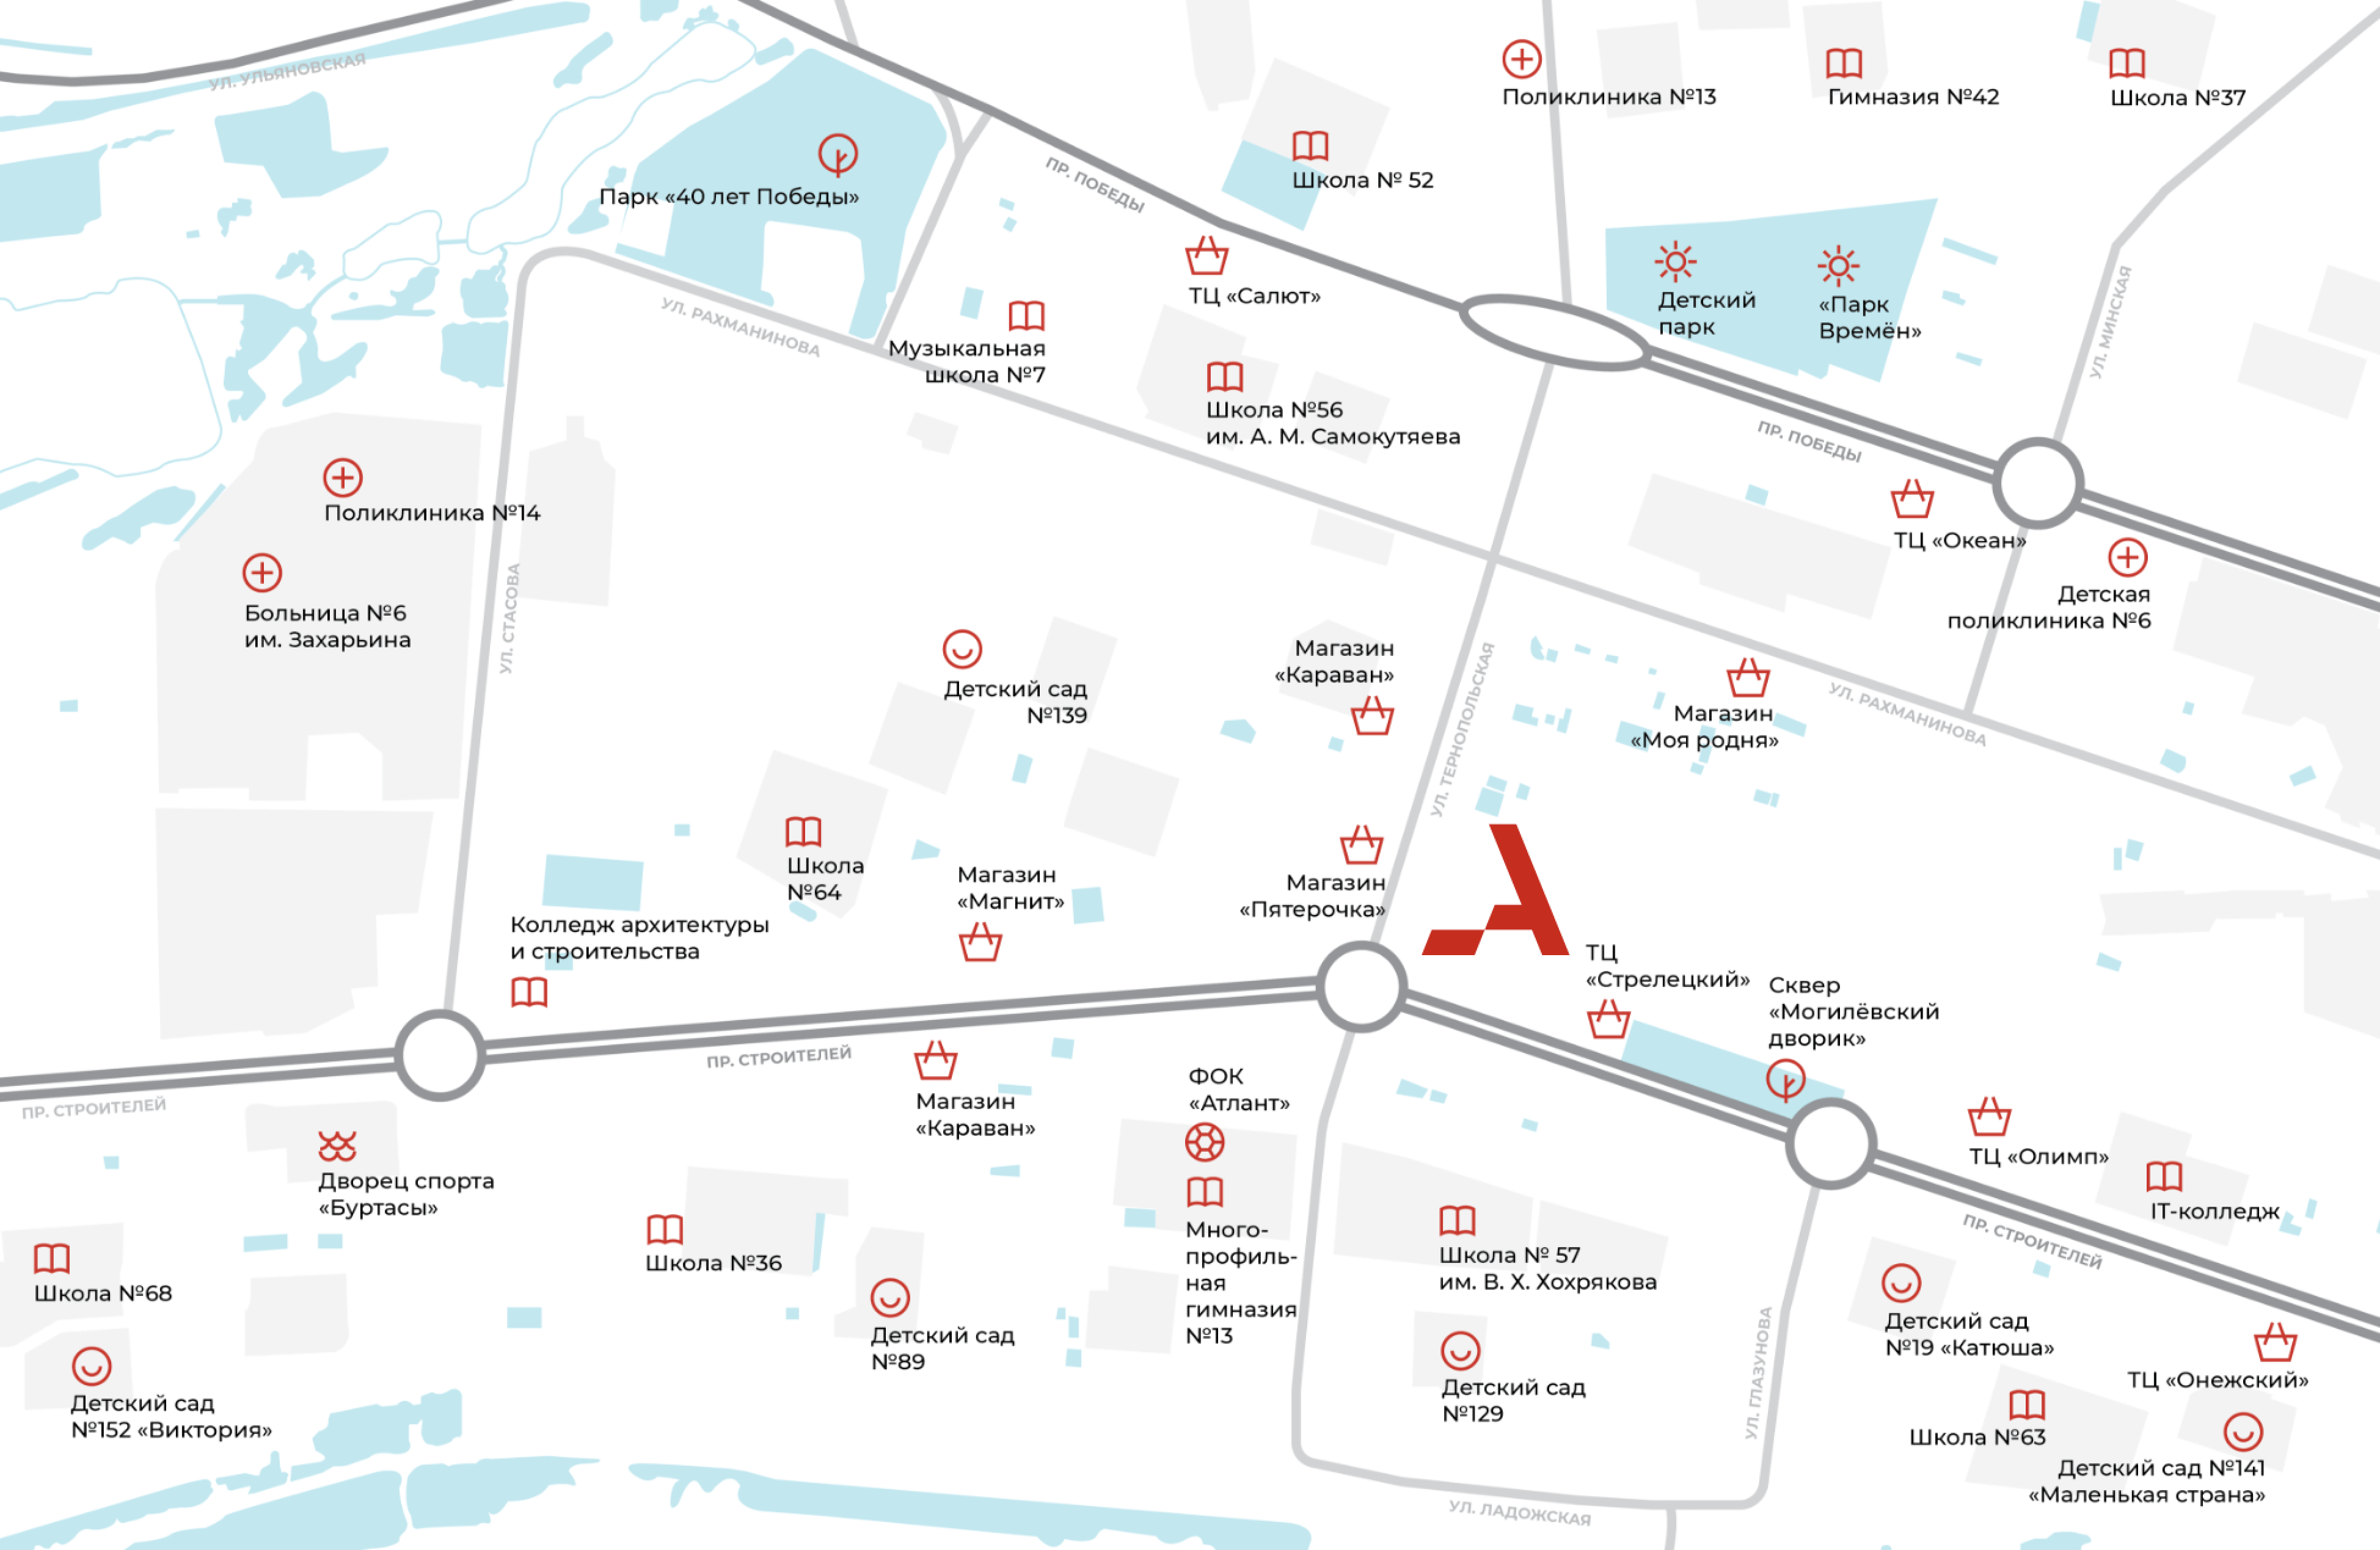 УЛ. УЛЬЯНОВСКАЯ
Парк «40 лет Победы»
ПР. ПОБЕДЫ
Школа № 52
Поликлиника №13
Гимназия №42
Школа №37
УЛ. РАХМАНИНОВА
Музыкальная
школа №7
ТЦ «Салют»
Школа №56
им. А. М. Самокутяева
Детский
парк
«Парк
Времён»
УЛ. МИНСКАЯ
ПР. ПОБЕДЫ
ТЦ «Океан»
Детская
поликлиника №6
Поликлиника №14
Больница №6
им. Захарьина
УЛ. СТАСОВА
Детский сад
№139
Магазин
«Караван»
УЛ. ТЕРНОПОЛЬСКАЯ
Магазин
«Моя родня»
УЛ. РАХМАНИНОВА
Школа
№64
Магазин
«Магнит»
Магазин
«Пятерочка»
Колледж архитектуры
и строительства
ТЦ
«Стрелецкий»
Сквер
«Могилёвский
дворик»
ПР. СТРОИТЕЛЕЙ
ПР. СТРОИТЕЛЕЙ
Магазин
«Караван»
ФОК
«Атлант»
Дворец спорта
«Буртасы»
ТЦ «Олимп»
IT-колледж
ПР. СТРОИТЕЛЕЙ
Школа №68
Школа №36
Много-
профиль-
ная
гимназия
№13
Школа № 57
им. В. Х. Хохрякова
Детский сад
№89
Детский сад
№19 «Катюша»
УЛ. ГЛАЗУНОВА
Детский сад
№152 «Виктория»
Детский сад
№129
ТЦ «Онежский»
Школа №63
Детский сад №141
«Маленькая страна»
УЛ. ЛАДОЖСКАЯ